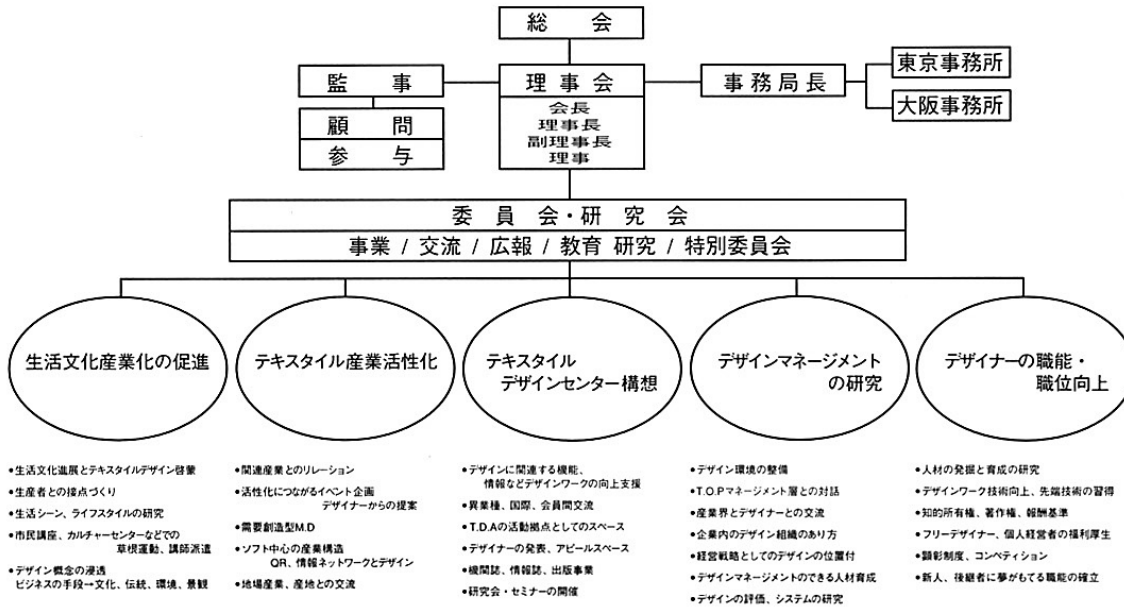 総 会
監 事
理 事 会
事 務 局 長
東京事務所
大阪事務所
顧 問
参 与
会長
理事長
副理事長
理事
委 員 会・研 究 会
事業 / 交流 / 広報 / 教育 研究 / 特別委員会
生活文化産業化の促進
テキスタイル産業活性化
テキスタイル
デザインセンター構想
デザインマネージメント
の研究
デザイナーの職能・
職位向上
●生活文化進展とテキスタイルデザイン啓蒙
●生産者との接点づくり
●生活シーン、ライフスタイルの研究
●市民講座、カルチャーセンターなどでの
草根運動、講師派遣
●デザイン概念の浸透
ビジネスの手段→文化、伝統、環境、景観
●関連産業とのリレーション
●活性化につながるイベント企画
デザイナーからの提案
●需要創造型M.D
●ソフト中心の産業構造
QR、情報ネットワークとデザイン
●地場産業、産地との交流
●デザインに関連する機能、
情報などデザインワークの向上支援
●異業種、国際、会員間交流
●T.D.Aの活動拠点としてのスペース
●デザイナーの発表、アピールスペース
●機関誌、情報誌、出版事業
●研究会・セミナーの開催
●デザイン環境の整備
●T.O.Pマネージメント層との対話
●産業界とデザイナーとの交流
●企業内のデザイン組織のあり方
●経営戦略としてのデザインの位置付
●デザインマネージメントのできる人材育成
●デザインの評価、システムの研究
●人材の発掘と育成の研究
●デザインワーク技術向上、先端技術の習得
●知的所有権、著作権、報酬基準
●フリーデザイナー、個人経営者の福利厚生
●顕彰制度、コンペティション
●新人、後継者に夢がもてる職能の確立